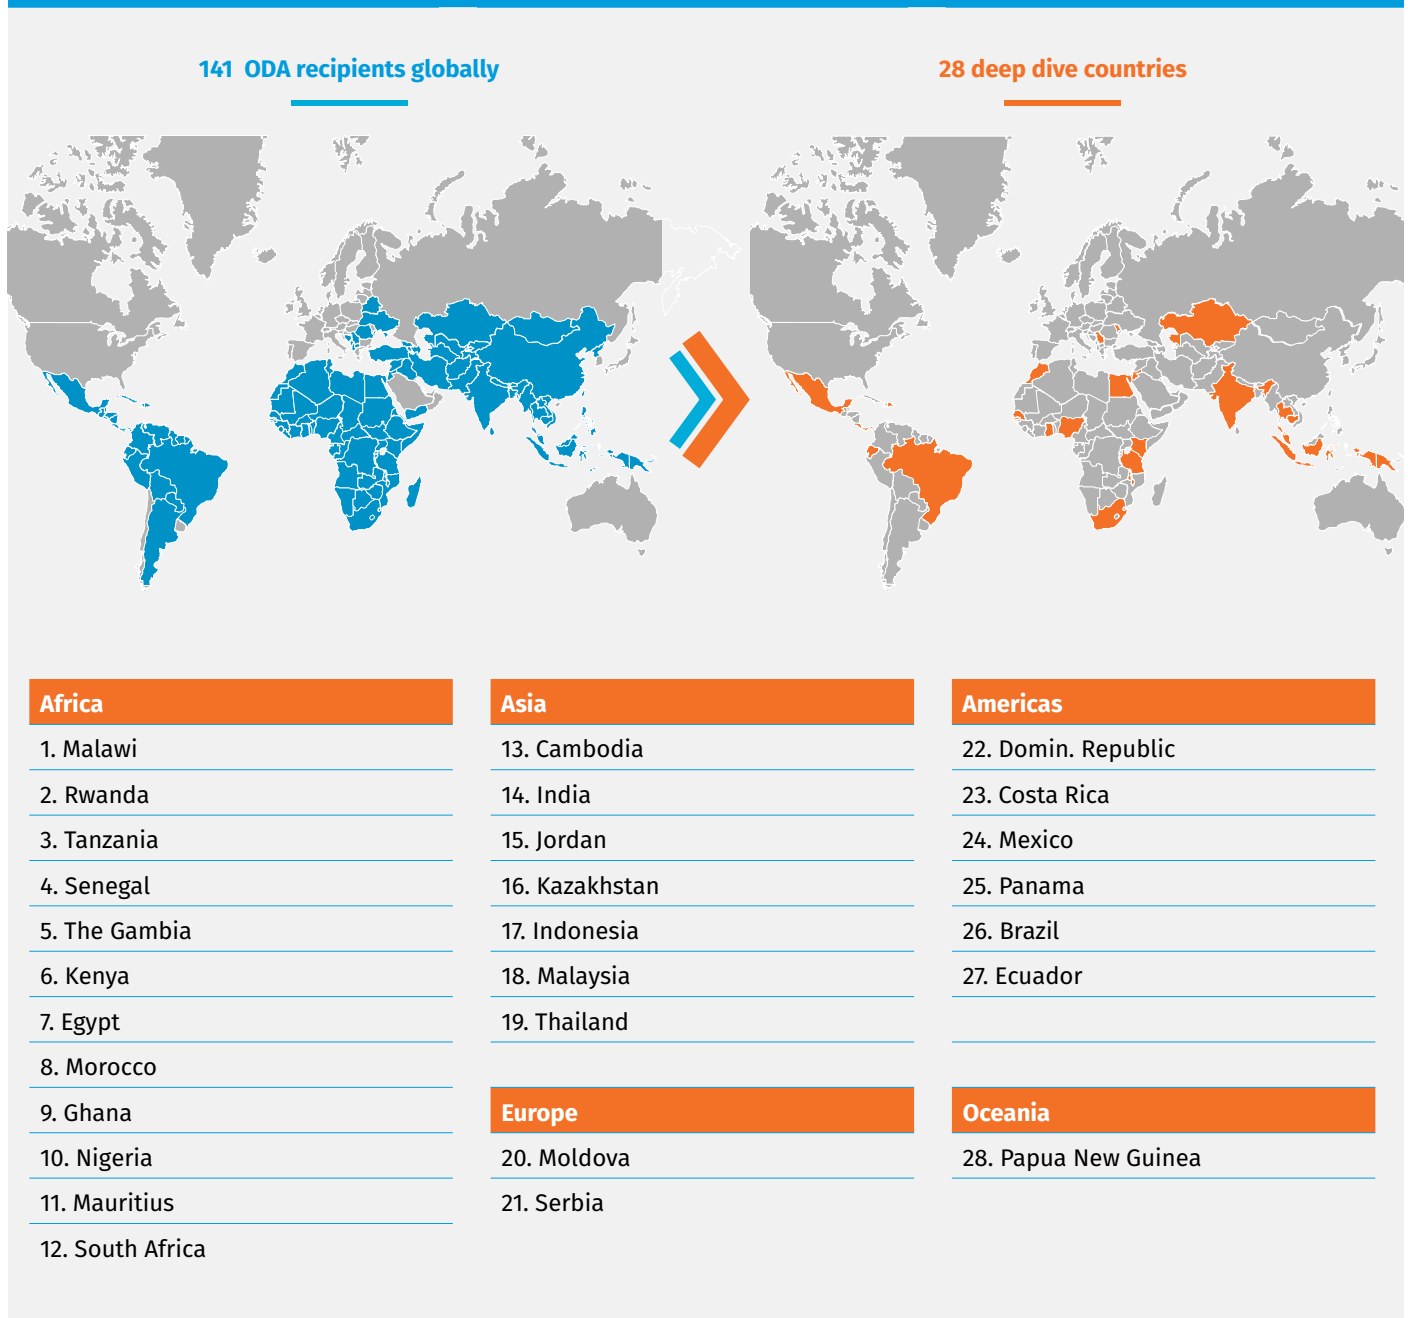 141 ODA recipients globally
28 deep dive countries
Africa
1. Malawi
2. Rwanda
3. Tanzania
4. Senegal
5. The Gambia
6. Kenya
7. Egypt
8. Morocco
9. Ghana
10. Nigeria
11. Mauritius
12. South Africa
Asia
13. Cambodia
14. India
15. Jordan
16. Kazakhstan
17. Indonesia
18. Malaysia
19. Thailand
Europe
20. Moldova
21. Serbia
Americas
22. Domin. Republic
23. Costa Rica
24. Mexico
25. Panama
26. Brazil
27. Ecuador
Oceania
28. Papua New Guinea